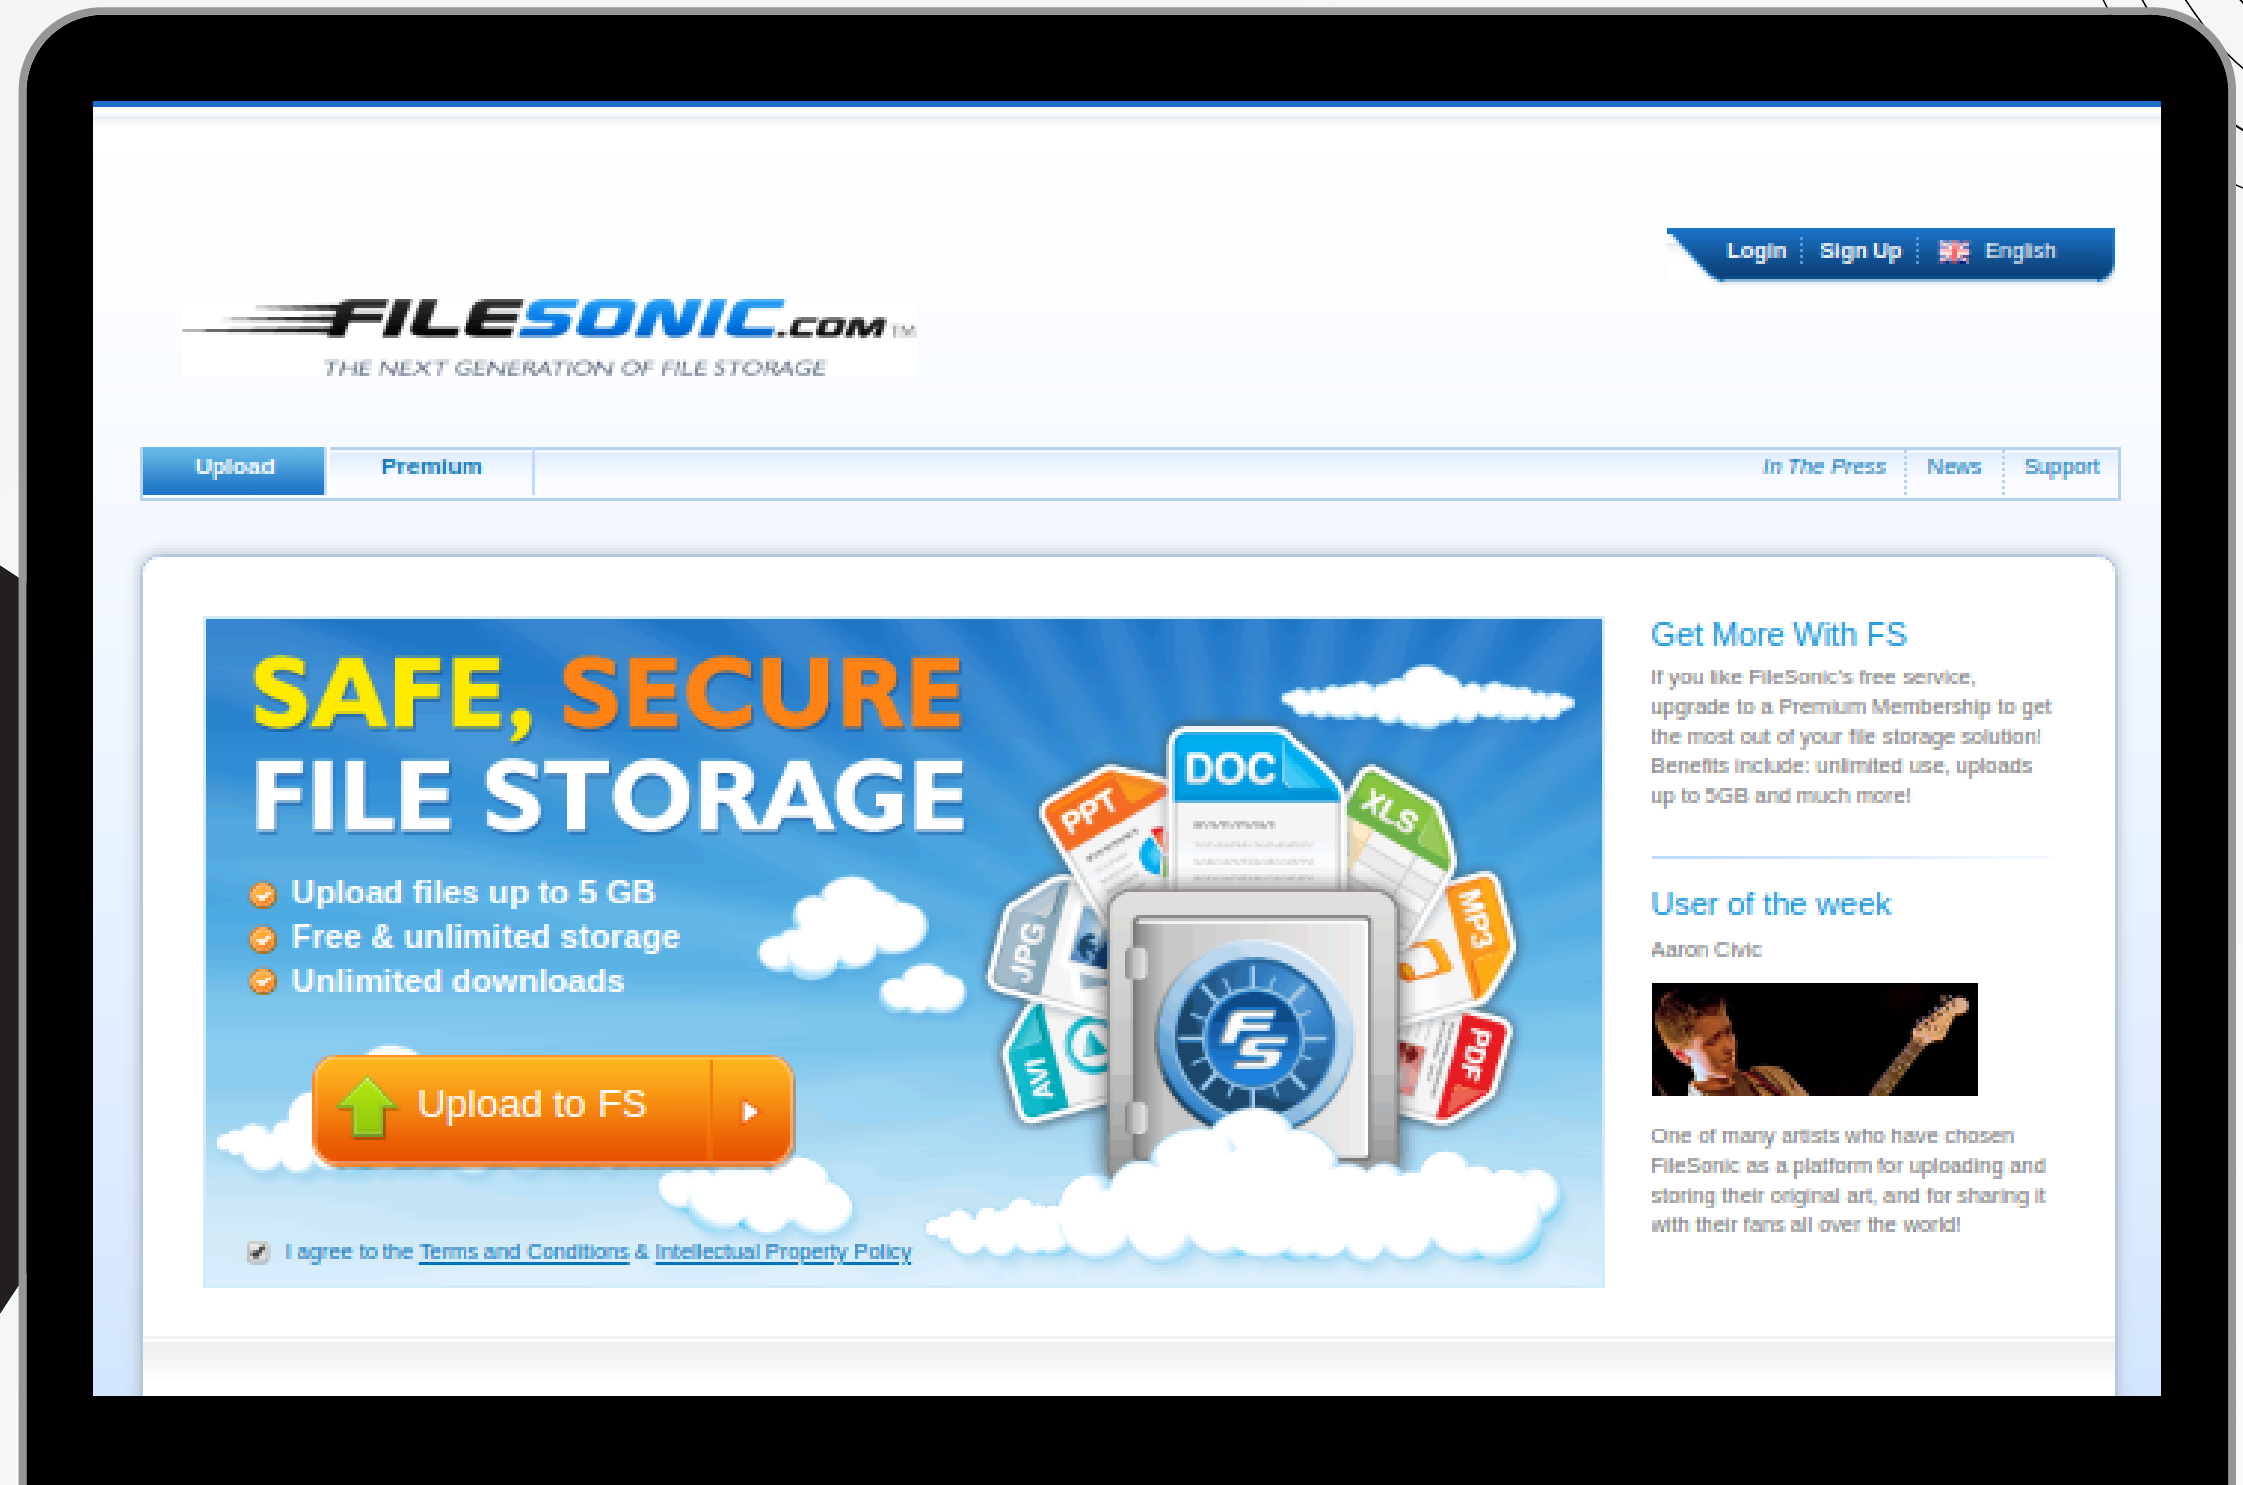 Login
Sign Up
English
FILESONIC.COM TM
THE NEXT GENERATION OF FILE STORAGE
Upload
Premium
In The Press
News
Support
SAFE, SECURE
FILE STORAGE
Upload files up to 5 GB
Free & unlimited storage
Unlimited downloads
Upload to FS
I agree to the Terms and Conditions & Intellectual Property Policy
DOC
PPT
XLS
JPG
MP3
AVI
PDF
FS
Get More With FS
If you like FileSonic's free service,
upgrade to a Premium Membership to get
the most out of your file storage solution!
Benefits include: unlimited use, uploads
up to 5GB and much more!
User of the week
Aaron Civic
One of many artists who have chosen
FileSonic as a platform for uploading and
storing their original art, and for sharing it
with their fans all over the world!